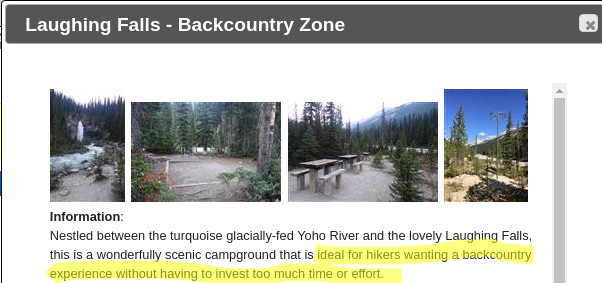 Laughing Falls - Backcountry Zone
Information:
Nestled between the turquoise glacially-fed Yoho River and the lovely Laughing Falls,
this is a wonderfully scenic campground that is ideal for hikers wanting a backcountry
experience without having to invest too much time or effort.